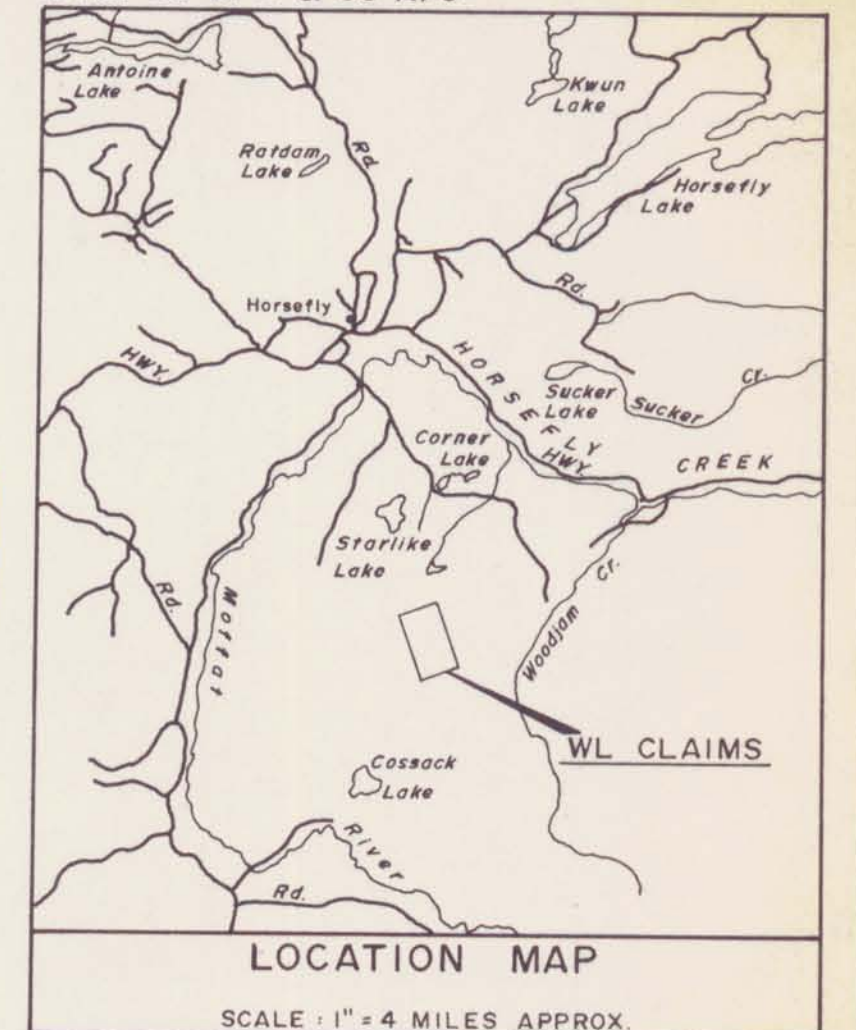 Antoine
Lake
Kwun
Lake
Ratdam
Lake
Rd.
Horsefly
Lake
Horsefly
Rd.
HWY.
HORSEFLY
HWY.
Sucker
Lake
Sucker
Cr.
Corner
Lake
CREEK
Starlike
Lake
Rd.
Moffat
Woodjam
Cr.
WL CLAIMS
Cossack
Lake
River
Rd.
LOCATION MAP
SCALE : 1" = 4 MILES APPROX.